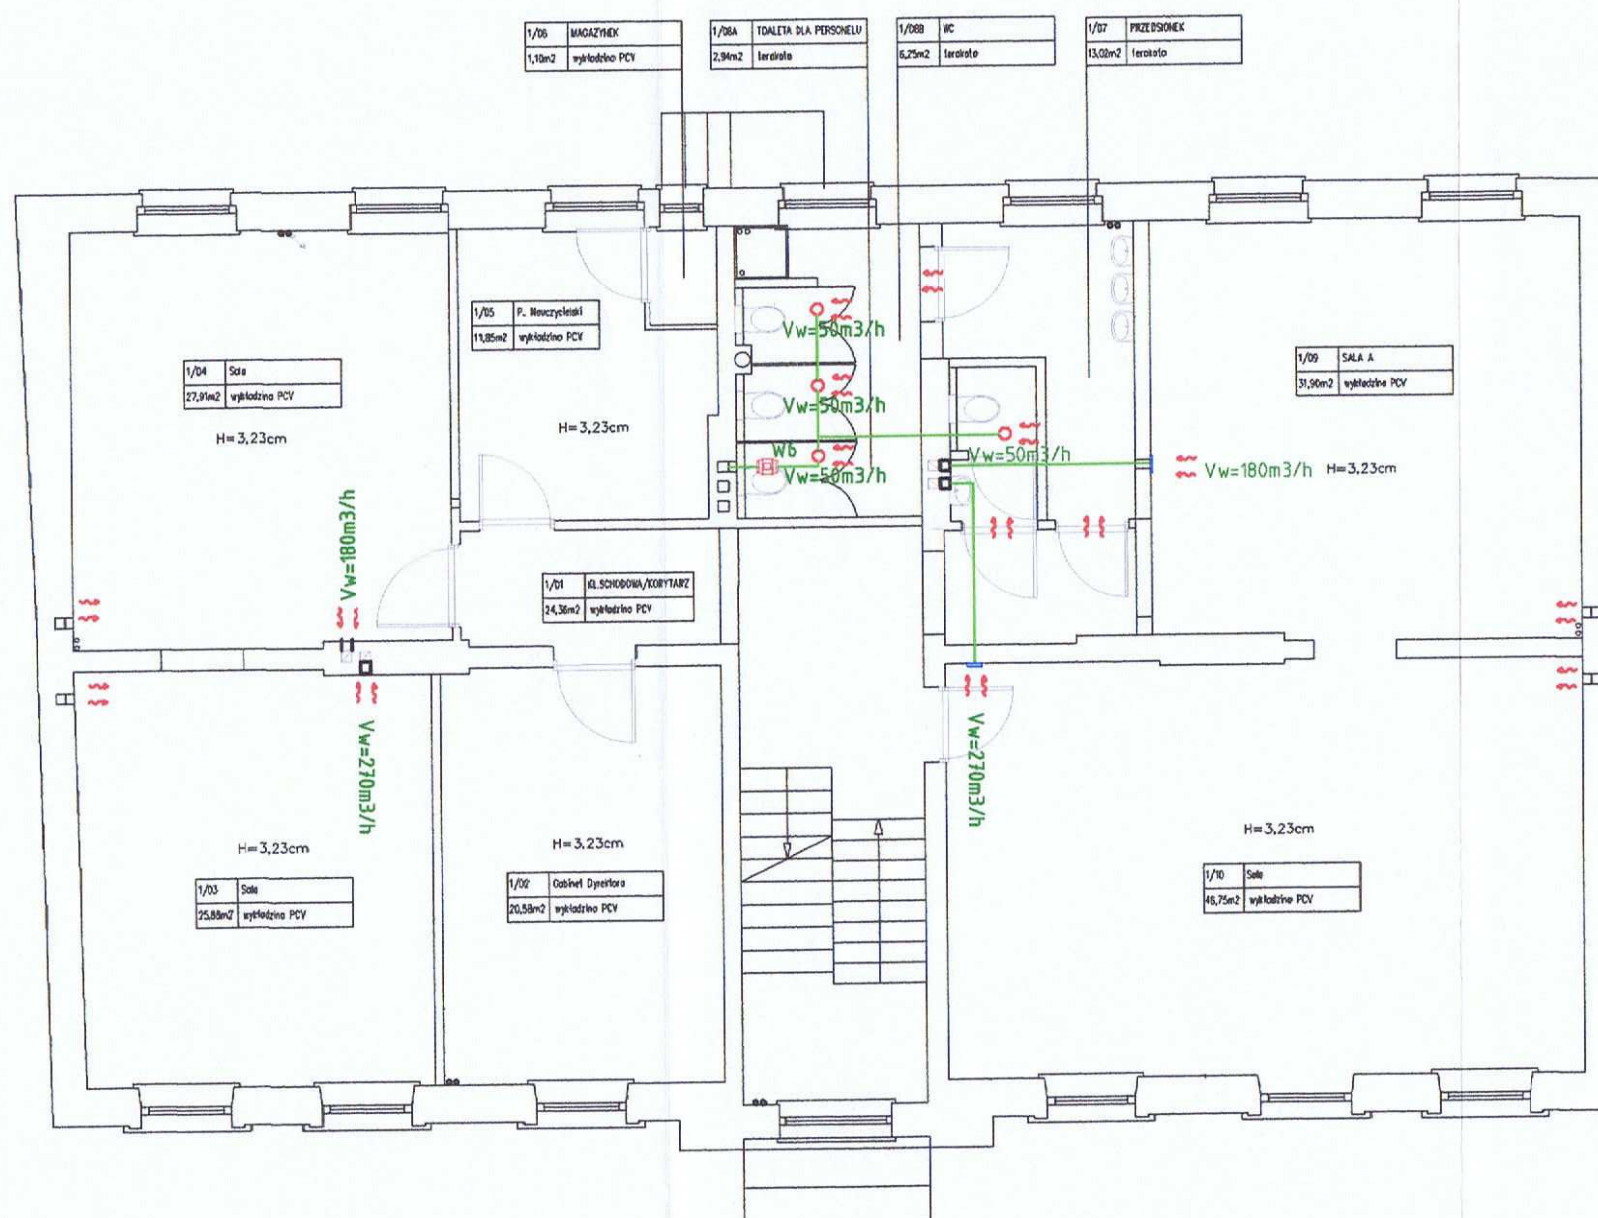 1/06 MAGAZYNEK
1,10m2 wykładzina PCV
1/08A TOALETA DLA PERSONELU
2,94m2 terakota
1/08B WC
6,25m2 terakota
1/07 PRZEDSIONEK
13,02m2 terakota
1/05 P. Nauczycielski
11,85m2 wykładzina PCV
Vw=50m3/h
1/04 Sala
27,91m2 wykładzina PCV
H=3,23cm
H=3,23cm
Vw=50m3/h
1/09 SALA A
31,90m2 wykładzina PCV
W6
Vw=50m3/h
Vw=50m3/h
Vw=180m3/h H=3,23cm
Vw=180m3/h
1/01 KL.SCHODOWA/KORYTARZ
24,36m2 wykładzina PCV
Vw=270m3/h
Vw=270m3/h
H=3,23cm
H=3,23cm
H=3,23cm
1/03 Sala
25,88m2 wykładzina PCV
1/02 Gabinet Dyrektora
20,58m2 wykładzina PCV
1/10 Sala
46,75m2 wykładzina PCV